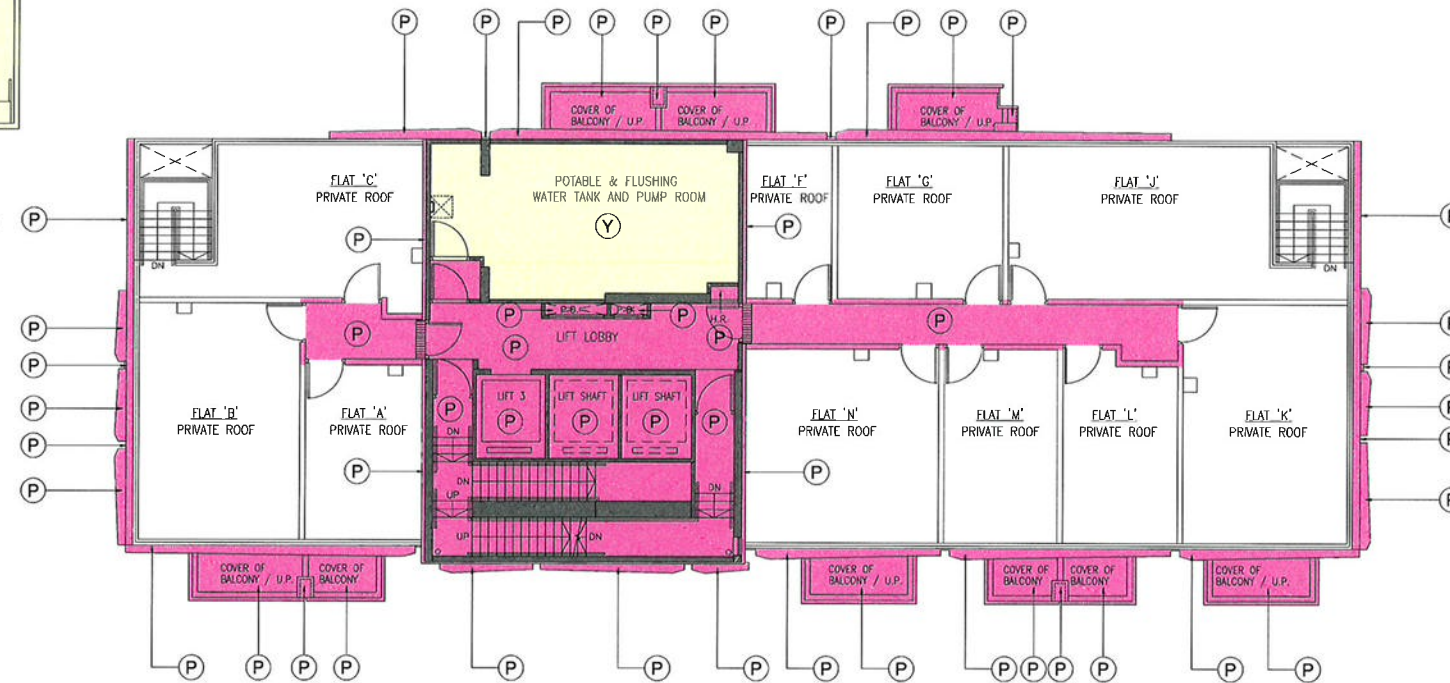 P P P P P P P P P P P
COVER OF
BALCONY / U.P.
COVER OF
BALCONY / U.P.
COVER OF
BALCONY / U.P.
FLAT 'C'
PRIVATE ROOF
POTABLE & FLUSHING
WATER TANK AND PUMP ROOM
Y
FLAT 'F'
PRIVATE ROOF
FLAT 'G'
PRIVATE ROOF
FLAT 'J'
PRIVATE ROOF
P
P
P
P
DN
DN
P
P
P
H.R.
P
P
P
P
P
P
P
LIFT LOBBY
P
P
LIFT 3
P
LIFT SHAFT
P
LIFT SHAFT
P
P
P
P
P
FLAT 'B'
PRIVATE ROOF
FLAT 'A'
PRIVATE ROOF
FLAT 'N'
PRIVATE ROOF
FLAT 'M'
PRIVATE ROOF
FLAT 'L'
PRIVATE ROOF
FLAT 'K'
PRIVATE ROOF
DN
P
P
P
P
P
P
DN
DN
UP
UP
DN
COVER OF
BALCONY / U.P.
COVER OF
BALCONY
COVER OF
BALCONY / U.P.
COVER OF
BALCONY / U.P.
COVER OF
BALCONY
COVER OF
BALCONY / U.P.
P P P P P P P P P P P P P P P